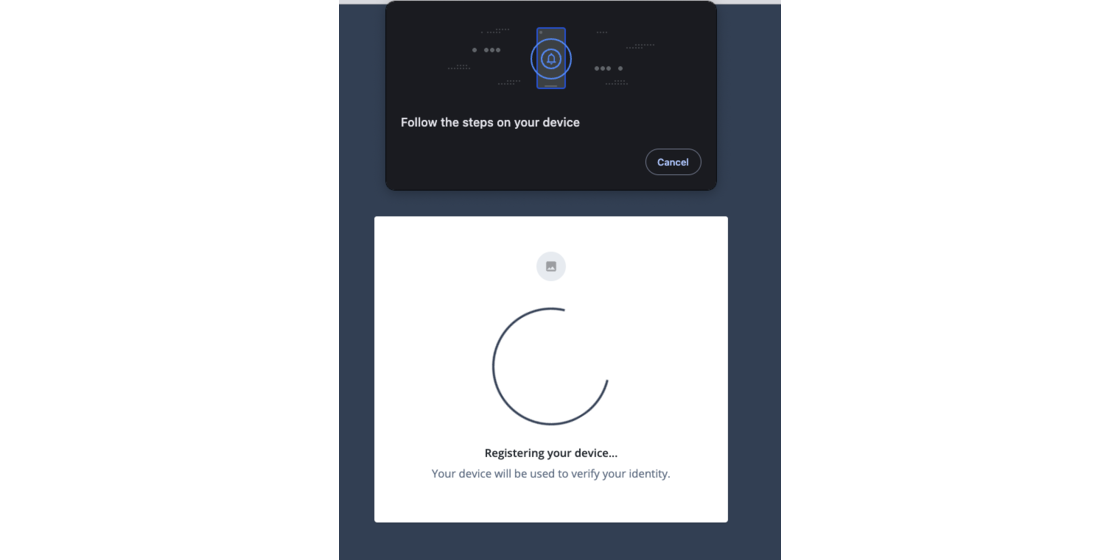 Follow the steps on your device
Cancel
Registering your device...
Your device will be used to verify your identity.